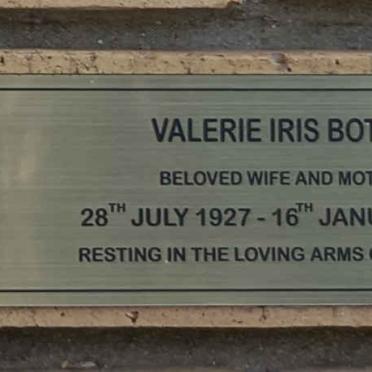 VALERIE IRIS BOT
BELOVED WIFE AND MOT
28TH JULY 1927 - 16TH JANU
RESTING IN THE LOVING ARMS